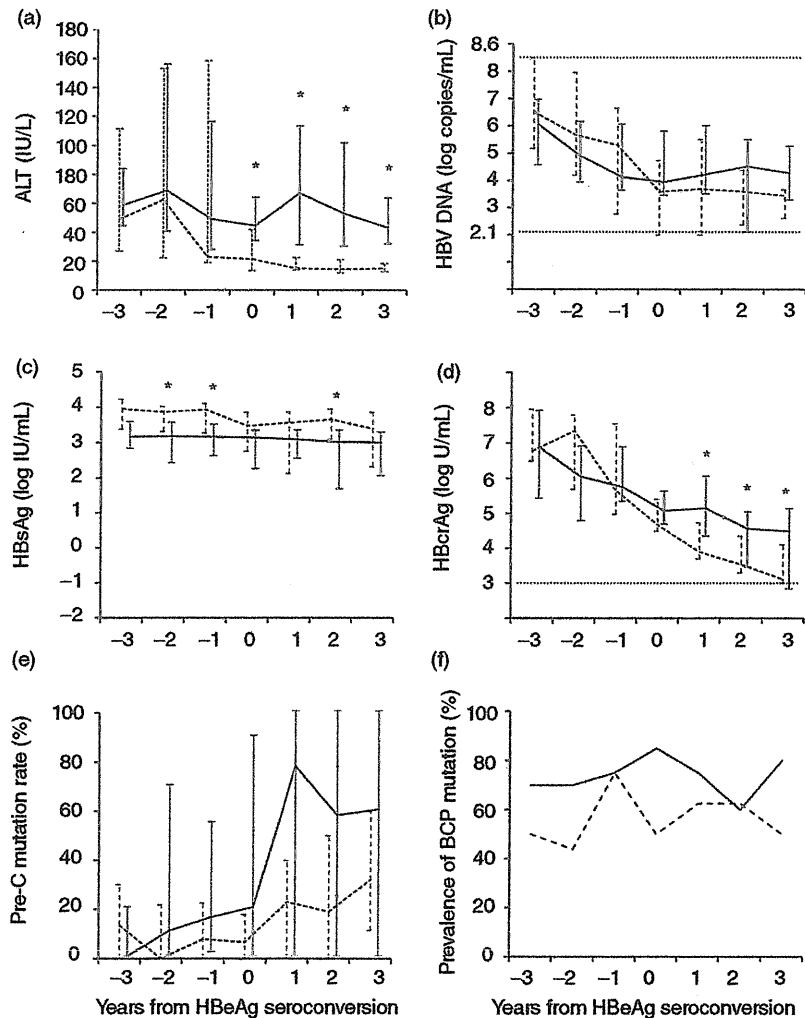 (a)
180
160
140
120
160
180
60
40
20
0
ALT (IU/L)
* * * *
–3 –2 –1 0 1 2 3
(b)
8.6
8
7
6
5
4
3
2.1
HBV DNA (log copies/mL)
–3 –2 –1 0 1 2 3
(c)
5
4
3
2
1
0
–1
–2
HBsAg (log IU/mL)
* * *
–3 –2 –1 0 1 2 3
(d)
8
7
6
5
4
3
HBcrAg (log U/mL)
* * *
–3 –2 –1 0 1 2 3
(e)
100
80
60
40
20
0
Pre-C mutation rate (%)
–3 –2 –1 0 1 2 3
Years from HBeAg seroconversion
(f)
100
80
60
40
20
0
Prevalence of BCP mutation (%)
–3 –2 –1 0 1 2 3
Years from HBeAg seroconversion